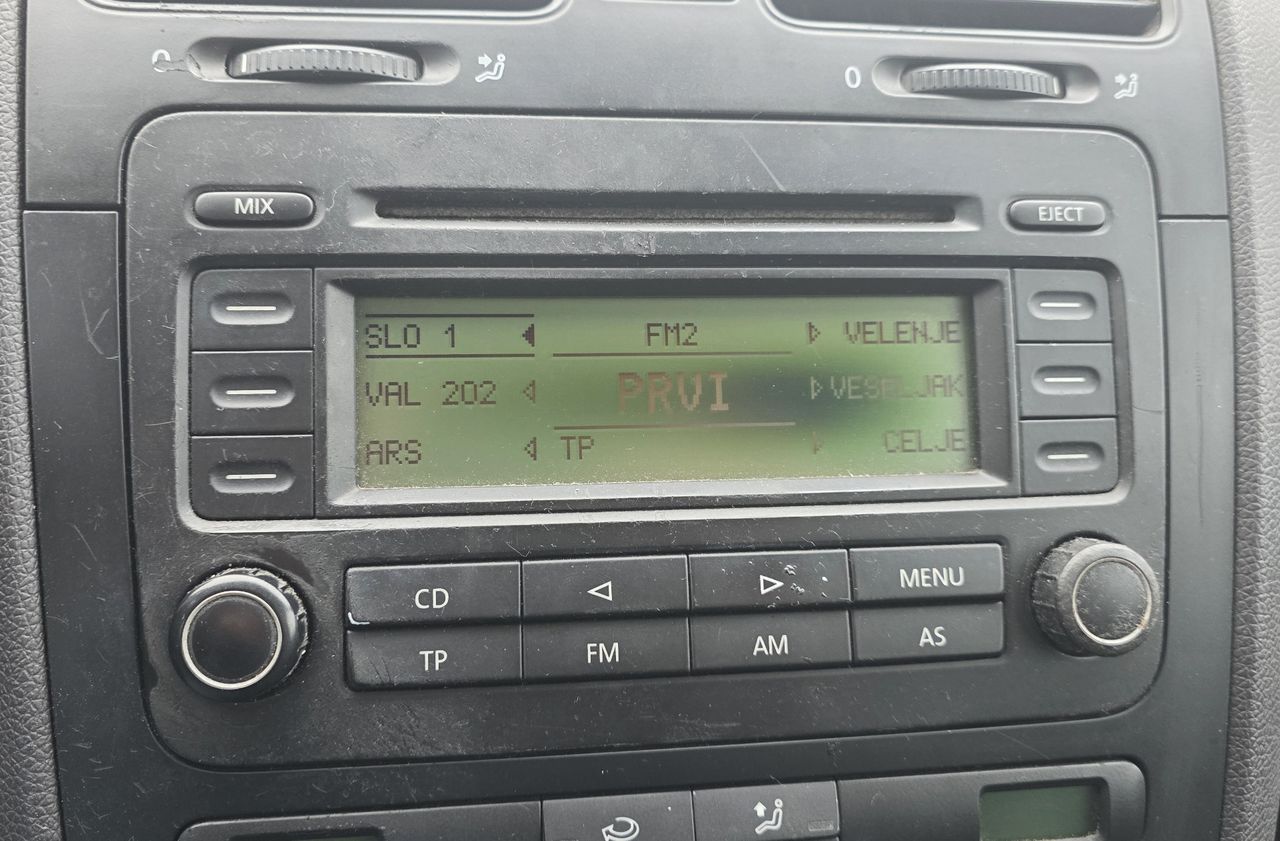 0
0
MIX
EJECT
SLO 1
FM2
VELENJE
VAL 202
PRVI
VESELJAK
ARS
TP
CELJE
CD
MENU
TP
FM
AM
AS